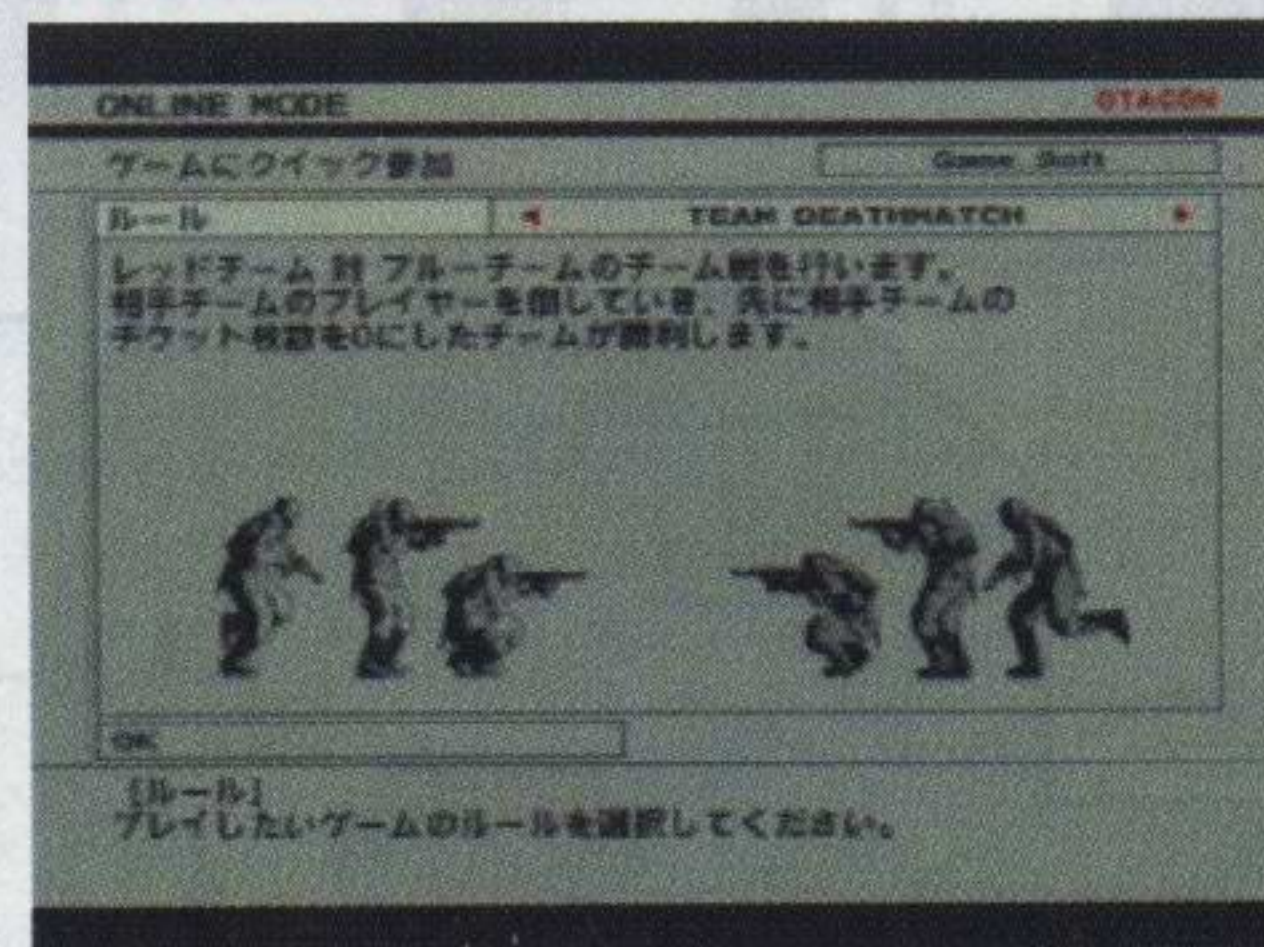 ONLINE MODE
OTACON
ゲームにクイック参加
Game_Soft
ルール
TEAM DEATHMATCH
レッドチーム 対 ブルーチームのチーム戦を行います。
相手チームのプレイヤーを倒していき、先に相手チームの
チケット枚数を0にしたチームが勝利します。
OK
[ルール]
プレイしたいゲームのルールを選択してください。